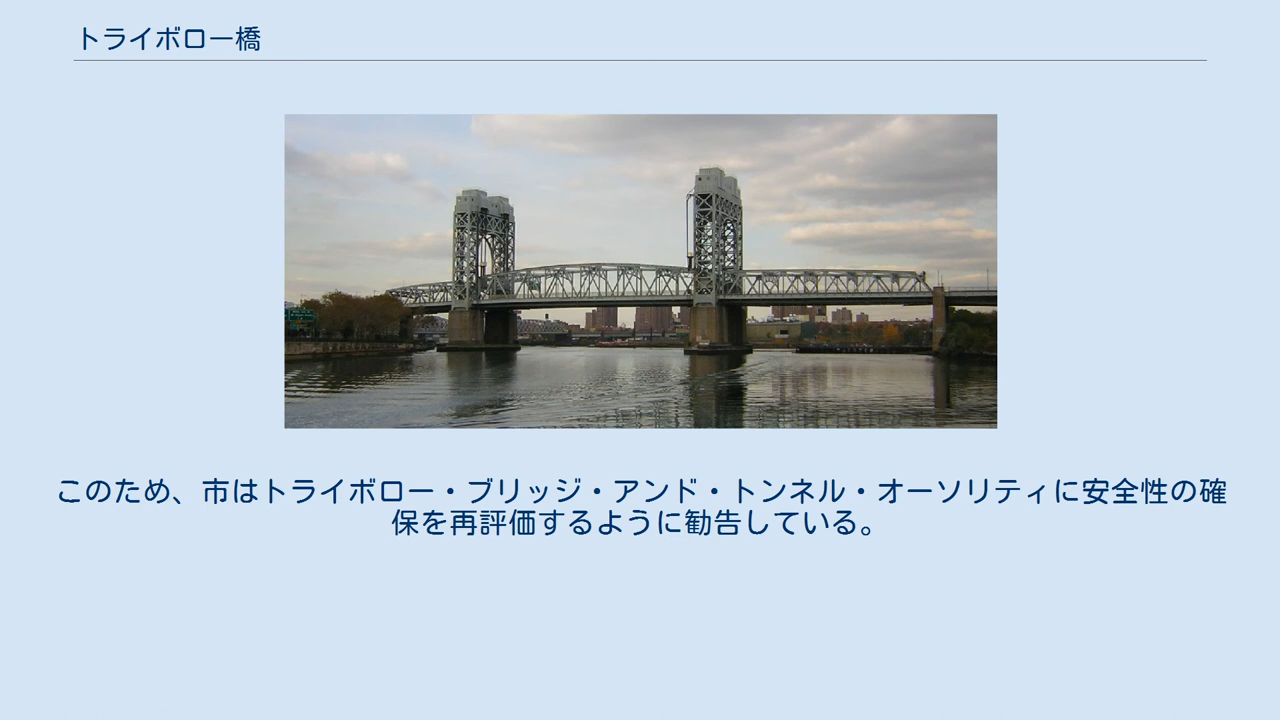 トライボロー橋
このため、市はトライボロー・ブリッジ・アンド・トンネル・オーソリティに安全性の確
保を再評価するように勧告している。